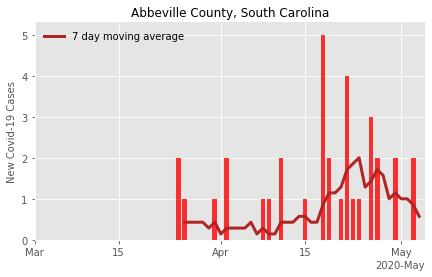 Abbeville County, South Carolina
7 day moving average
New Covid-19 Cases
5
4
3
2
1
0
Mar 15 Apr 15 May
2020-May